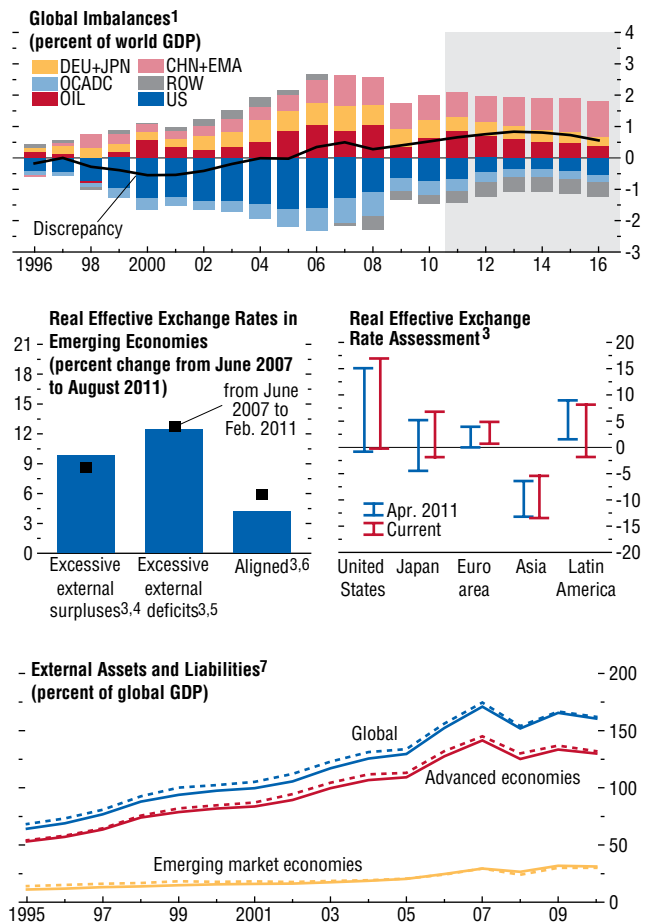 Global Imbalances1
(percent of world GDP)
DEU+JPN CHN+EMA
OCADC ROW
OIL US
Discrepancy
4
3
2
1
0
-1
-2
-3
1996 98 2000 02 04 06 08 10 12 14 16
Real Effective Exchange Rates in
Emerging Economies
(percent change from June 2007
to August 2011)
from June
2007 to
Feb. 2011
21
18
15
12
9
6
3
0
Excessive
external
surpluses3,4
Excessive
external
deficits3,5
Aligned3,6
Real Effective Exchange
Rate Assessment3
20
15
10
5
0
-5
-10
-15
-20
Apr. 2011
Current
United
States
Japan
Euro
area
Asia
Latin
America
External Assets and Liabilities7
(percent of global GDP)
200
150
100
50
0
Global
Advanced economies
Emerging market economies
1995 97 99 2001 03 05 07 09